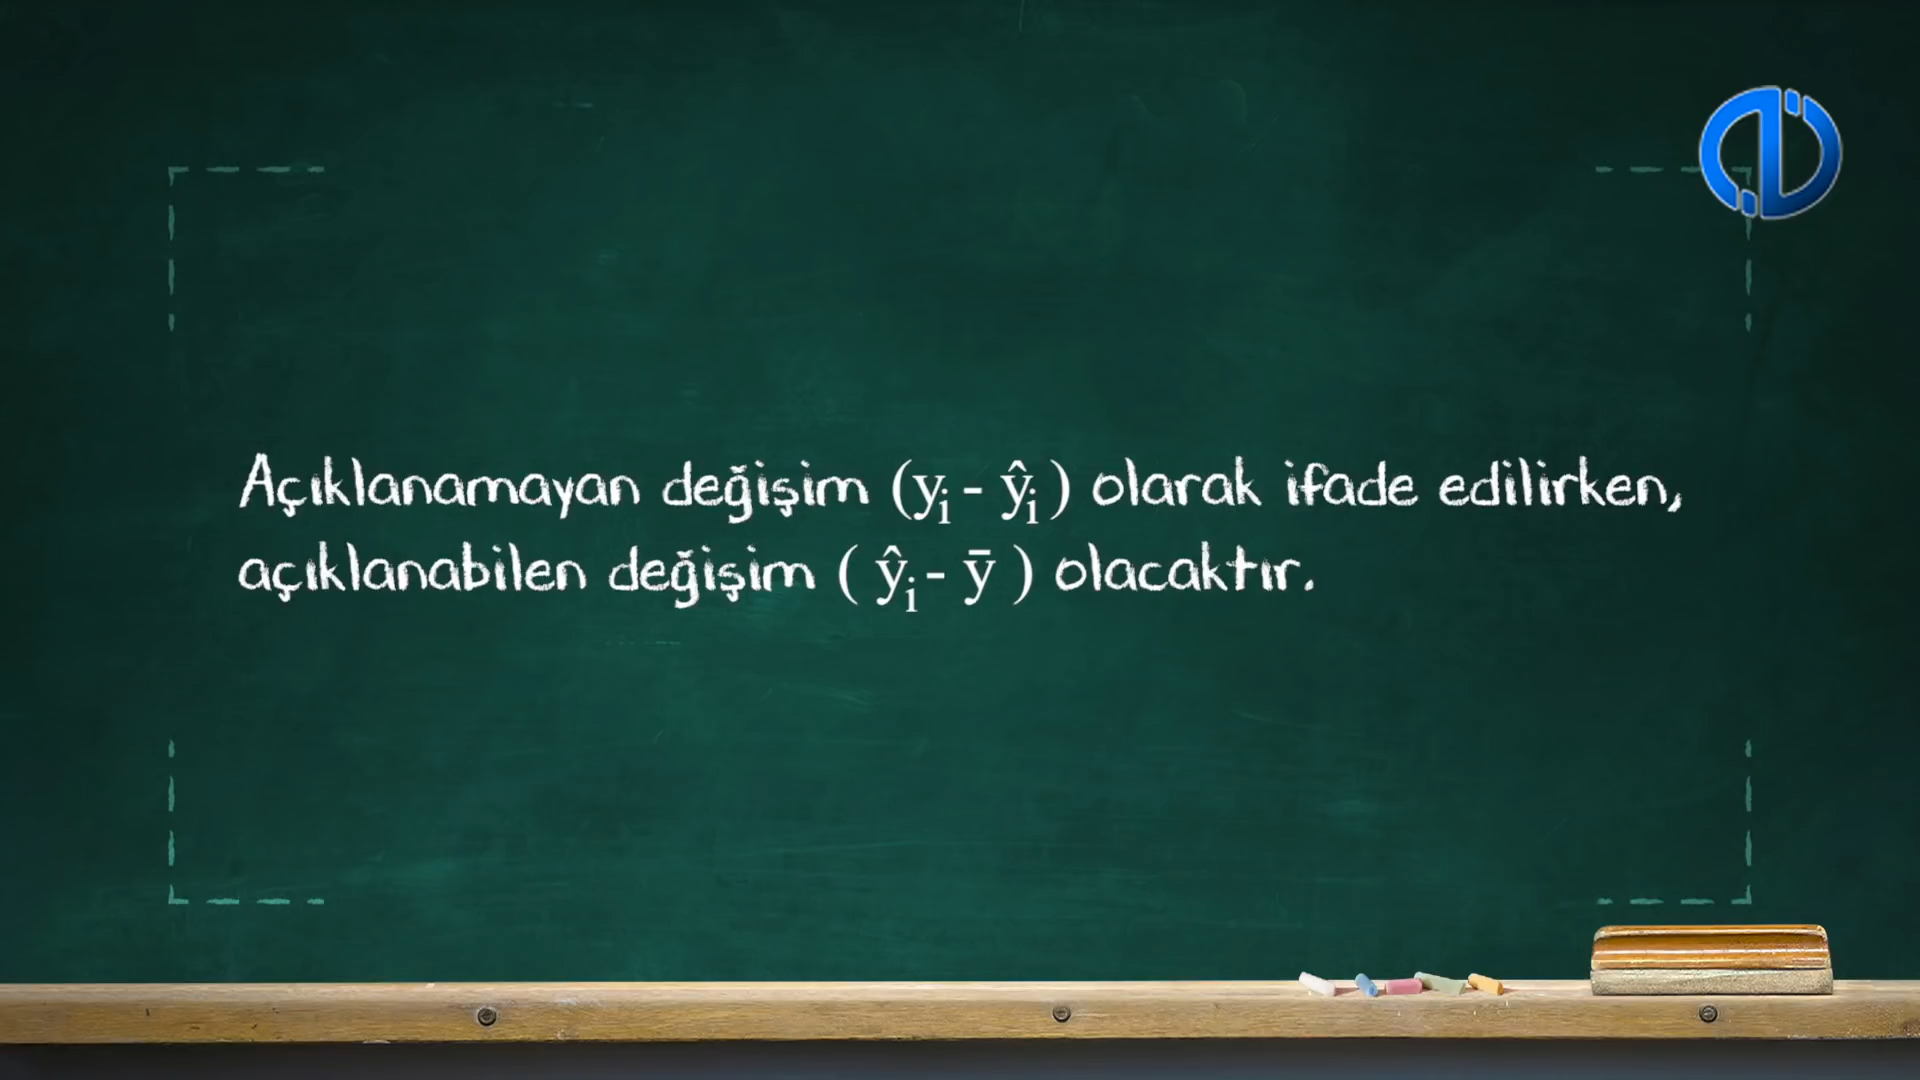 Açıklanamayan değişim (yᵢ - ŷᵢ) olarak ifade edilirken,
açıklanabilen değişim ( ŷᵢ - ȳ ) olacaktır.